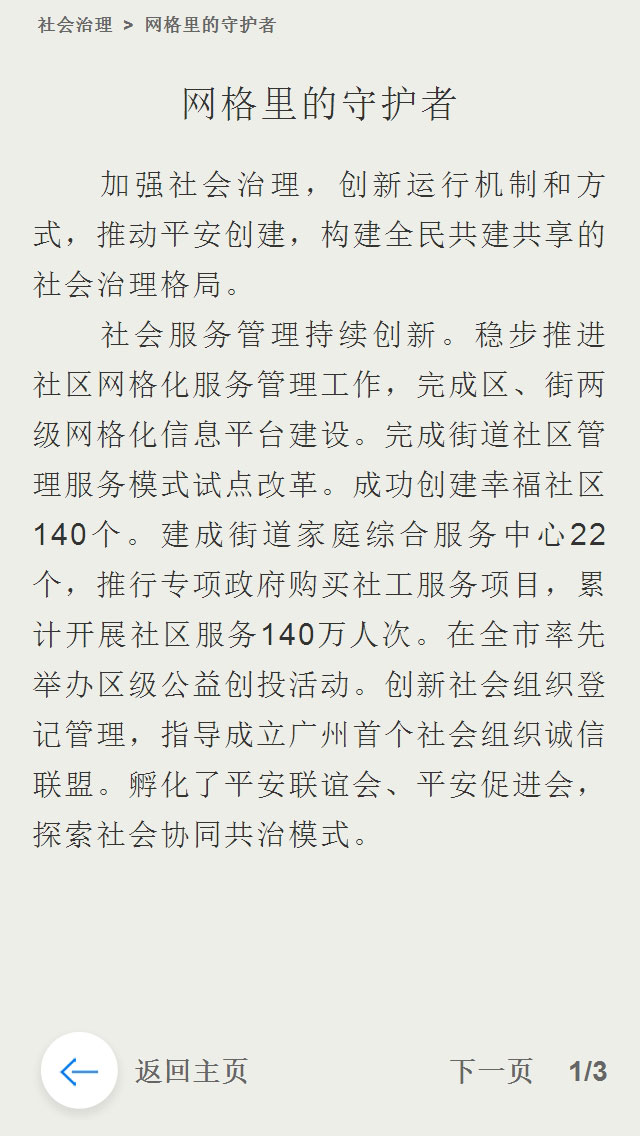 社会治理 > 网格里的守护者
网格里的守护者
加强社会治理，创新运行机制和方
式，推动平安创建，构建全民共建共享的
社会治理格局。
社会服务管理持续创新。稳步推进
社区网格化服务管理工作，完成区、街两
级网格化信息平台建设。完成街道社区管
理服务模式试点改革。成功创建幸福社区
140个。建成街道家庭综合服务中心22
个，推行专项政府购买社工服务项目，累
计开展社区服务140万人次。在全市率先
举办区级公益创投活动。创新社会组织登
记管理，指导成立广州首个社会组织诚信
联盟。孵化了平安联谊会、平安促进会，
探索社会协同共治模式。
返回主页 下一页 1/3